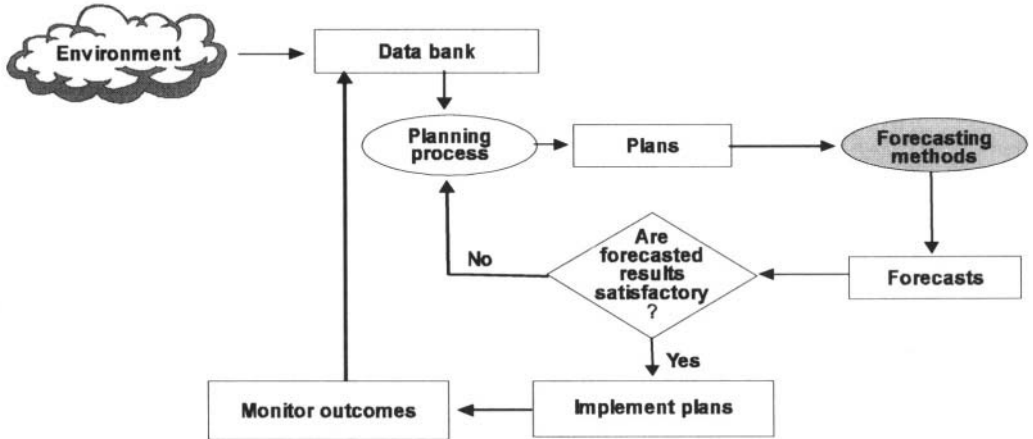 Environment
Data bank
Planning
process
Plans
Forecasting
methods
Are
forecasted
results
satisfactory
?
No
Forecasts
Yes
Monitor outcomes
Implement plans